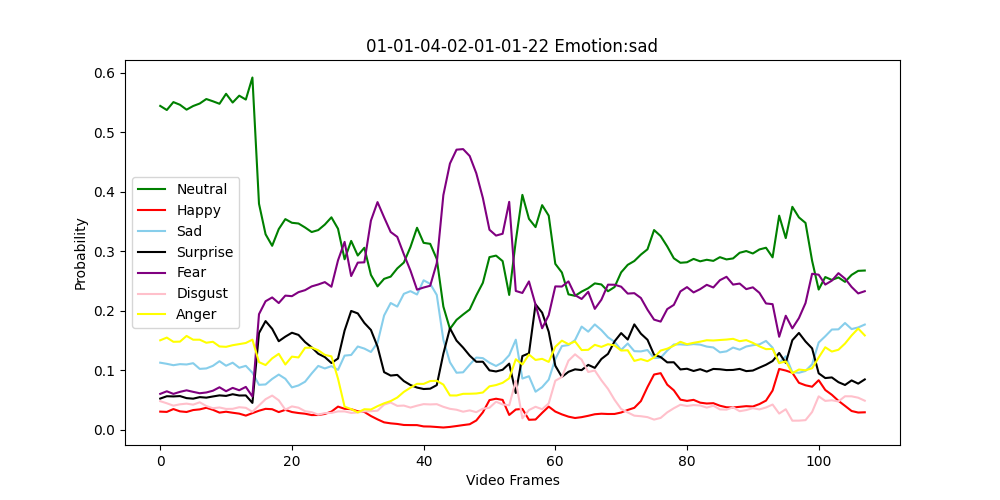 01-01-04-02-01-01-22 Emotion:sad
0.6
0.5
0.4
0.3
0.2
0.1
0.0
Probability
Neutral
Happy
Sad
Surprise
Fear
Disgust
Anger
0 20 40 60 80 100
Video Frames